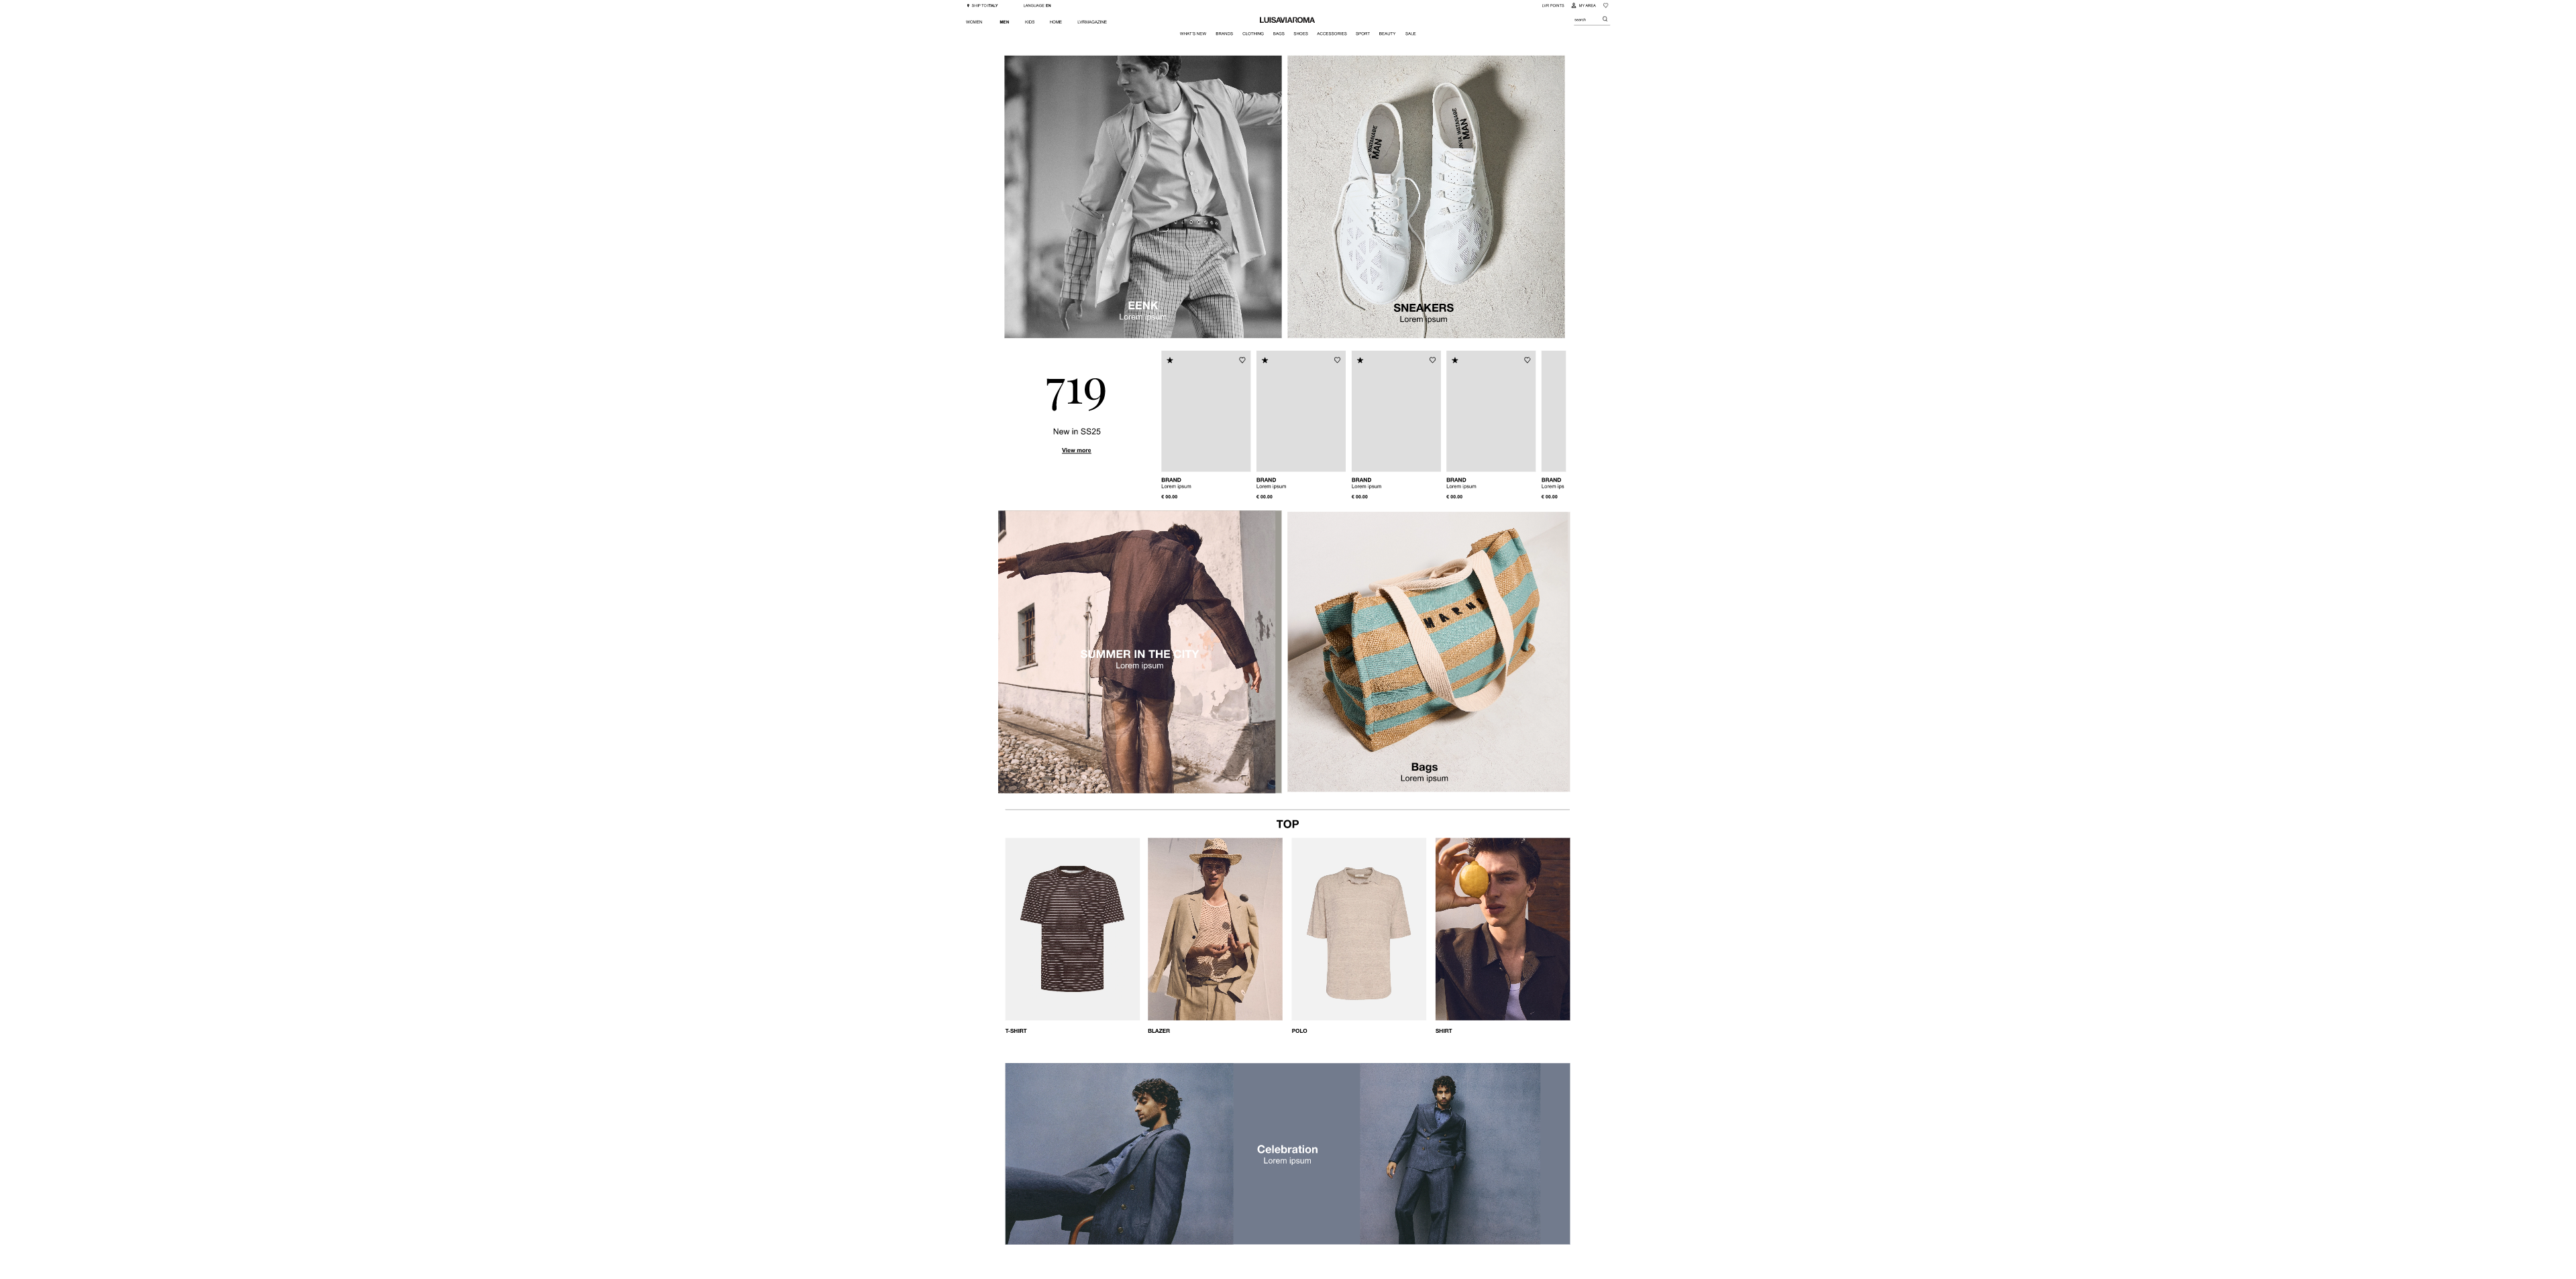 SHIP TO ITALY
LANGUAGE EN
LVR POINTS
MY AREA
WOMEN
MEN
KIDS
HOME
LVRMAGAZINE
LUISAVIAROMA
search
WHAT'S NEW
BRANDS
CLOTHING
BAGS
SHOES
ACCESSORIES
SPORT
BEAUTY
SALE
MAN
MAN
EENK
Lorem ipsum
SNEAKERS
Lorem ipsum
719
New in SS25
View more
BRAND
Lorem ipsum
€ 00.00
BRAND
Lorem ipsum
€ 00.00
BRAND
Lorem ipsum
€ 00.00
BRAND
Lorem ipsum
€ 00.00
BRAND
Lorem ips
€ 00.00
SUMMER IN THE CITY
Lorem ipsum
MARNI
Bags
Lorem ipsum
TOP
T-SHIRT
BLAZER
POLO
SHIRT
Celebration
Lorem ipsum